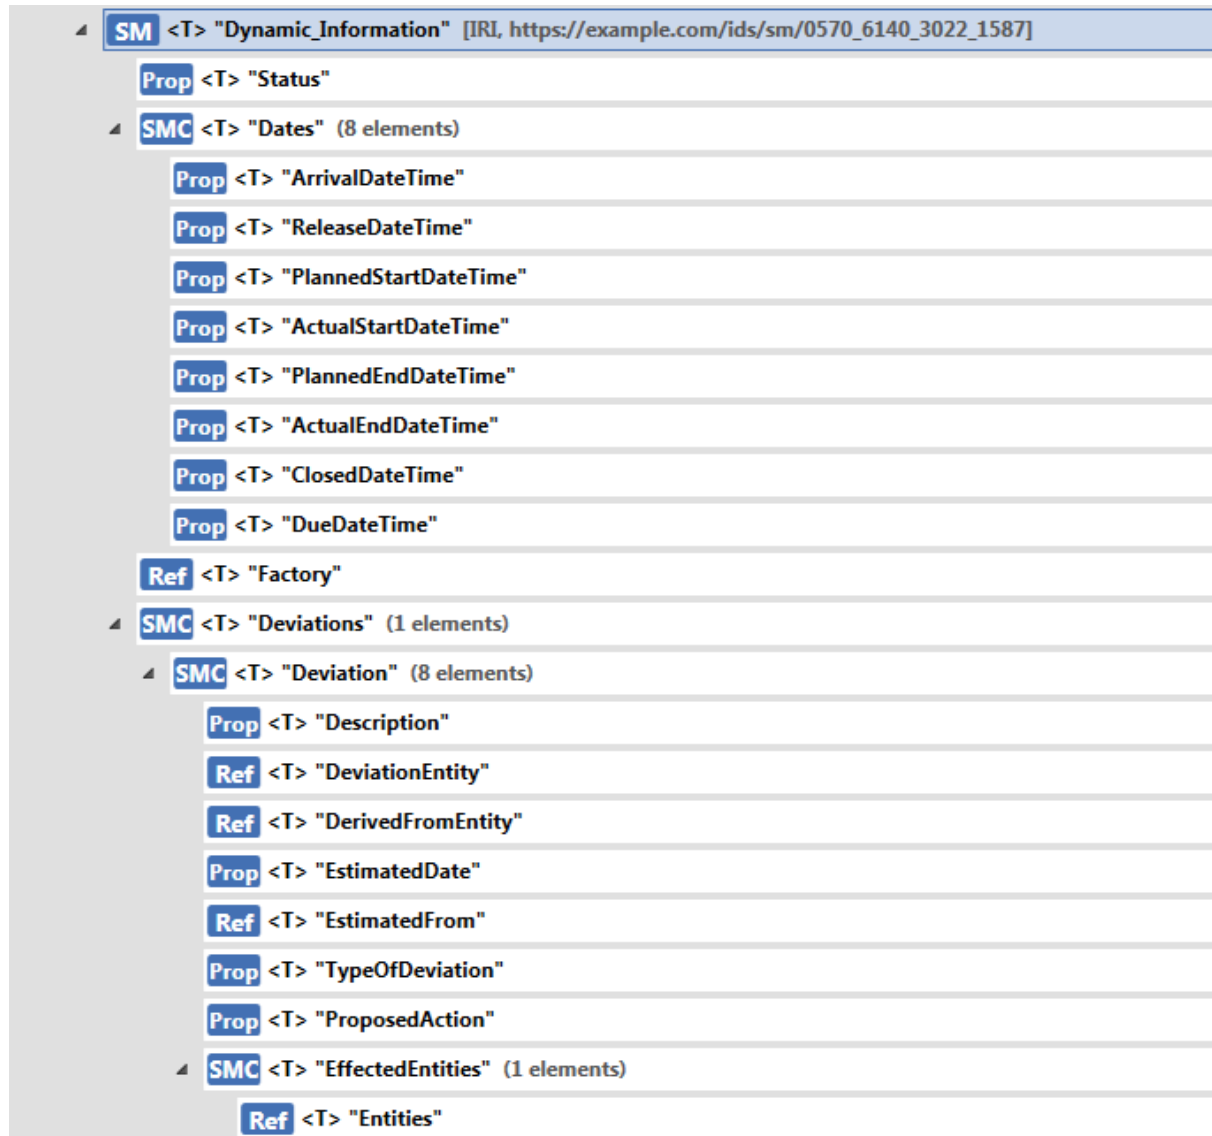 SM <T> "Dynamic_Information" [IRI, https://example.com/ids/sm/0570_6140_3022_1587]
Prop <T> "Status"
SMC <T> "Dates" (8 elements)
Prop <T> "ArrivalDateTime"
Prop <T> "ReleaseDateTime"
Prop <T> "PlannedStartDateTime"
Prop <T> "ActualStartDateTime"
Prop <T> "PlannedEndDateTime"
Prop <T> "ActualEndDateTime"
Prop <T> "ClosedDateTime"
Prop <T> "DueDateTime"
Ref <T> "Factory"
SMC <T> "Deviations" (1 elements)
SMC <T> "Deviation" (8 elements)
Prop <T> "Description"
Ref <T> "DeviationEntity"
Ref <T> "DerivedFromEntity"
Prop <T> "EstimatedDate"
Ref <T> "EstimatedFrom"
Prop <T> "TypeOfDeviation"
Prop <T> "ProposedAction"
SMC <T> "EffectedEntities" (1 elements)
Ref <T> "Entities"